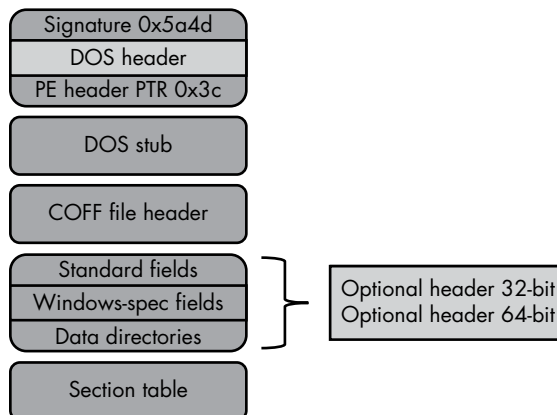 Signature 0x5a4d
DOS header
PE header PTR 0x3c
DOS stub
COFF file header
Standard fields
Windows-spec fields
Data directories
Optional header 32-bit
Optional header 64-bit
Section table